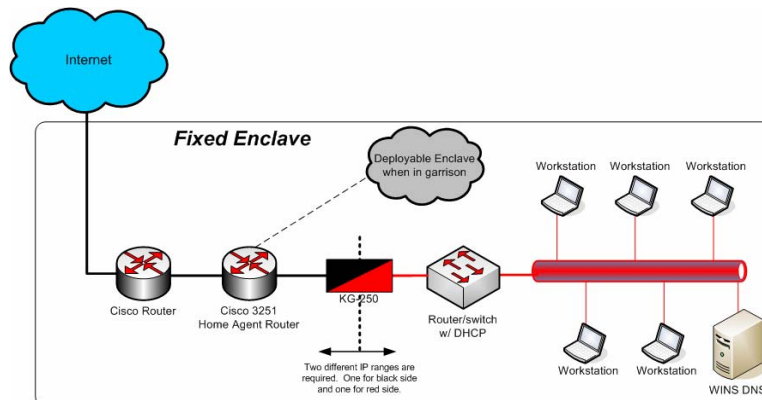 Internet
Fixed Enclave
Deployable Enclave
when in garrison
Workstation
Workstation
Workstation
Cisco Router
Cisco 3251
Home Agent Router
KG-250
Router/switch
w/ DHCP
Two different IP ranges are
required. One for black side
and one for red side.
Workstation
Workstation
WINS DNS